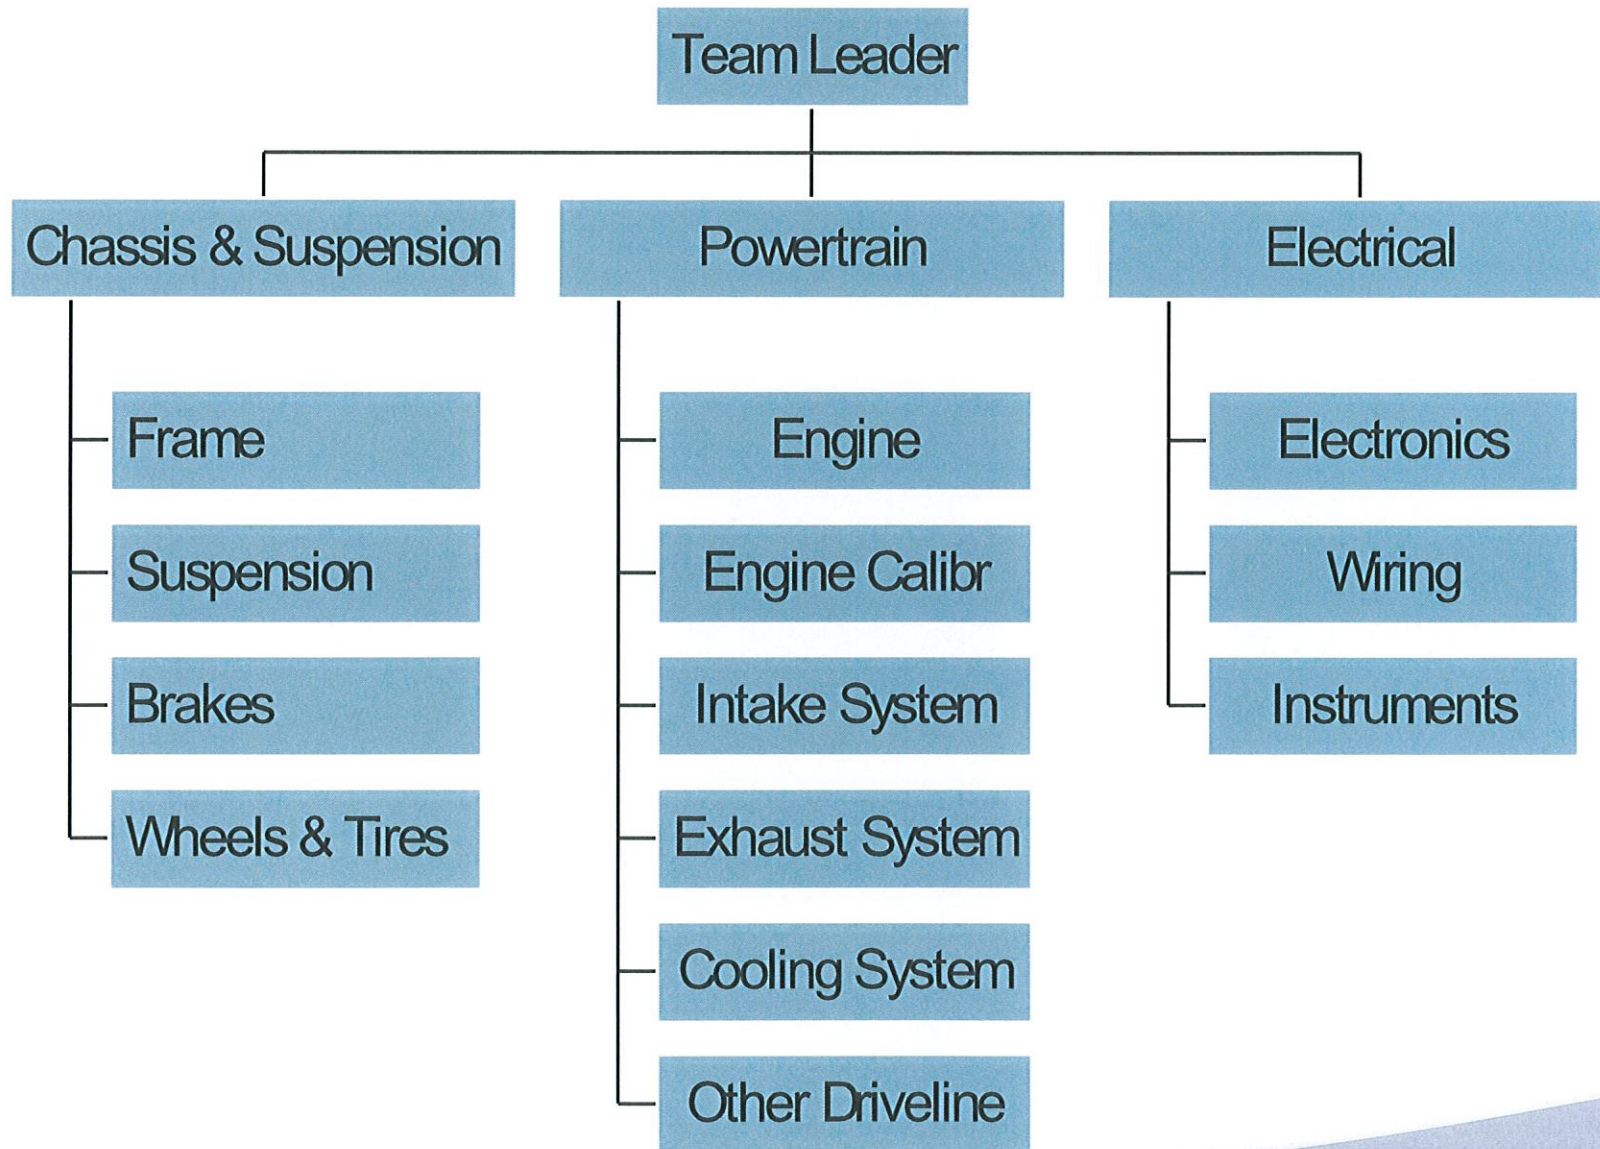 Team Leader
Chassis & Suspension
Powertrain
Electrical
Frame
Suspension
Brakes
Wheels & Tires
Engine
Engine Calibr
Intake System
Exhaust System
Cooling System
Other Driveline
Electronics
Wiring
Instruments